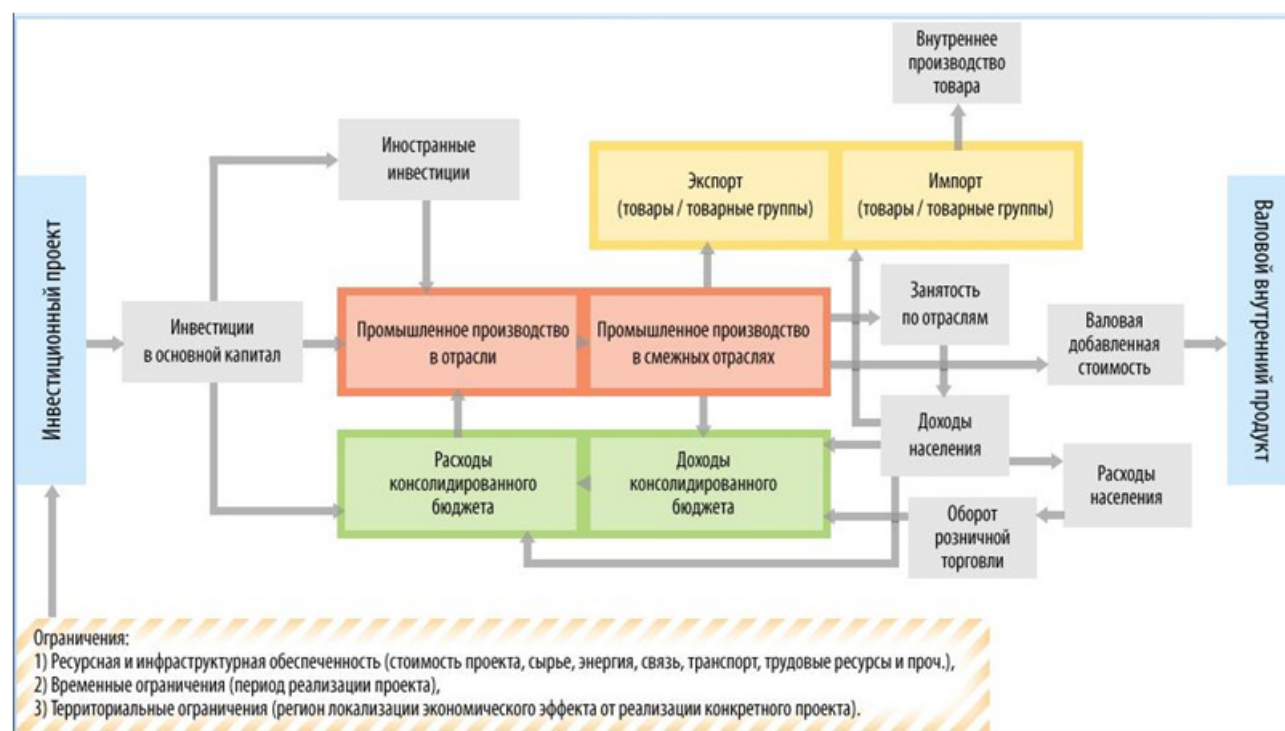 Внутреннее
производство
товара
Иностранные
инвестиции
Экспорт
(товары / товарные группы)
Импорт
(товары / товарные группы)
Инвестиционный проект
Валовой внутренний продукт
Инвестиции
в основной капитал
Промышленное производство
в отрасли
Промышленное производство
в смежных отраслях
Занятость
по отраслям
Валовая
добавленная
стоимость
Доходы
населения
Расходы
консолидированного
бюджета
Доходы
консолидированного
бюджета
Расходы
населения
Оборот
розничной
торговли
Ограничения:
1) Ресурсная и инфраструктурная обеспеченность (стоимость проекта, сырье, энергия, связь, транспорт, трудовые ресурсы и проч.),
2) Временные ограничения (период реализации проекта),
3) Территориальные ограничения (регион локализации экономического эффекта от реализации конкретного проекта).